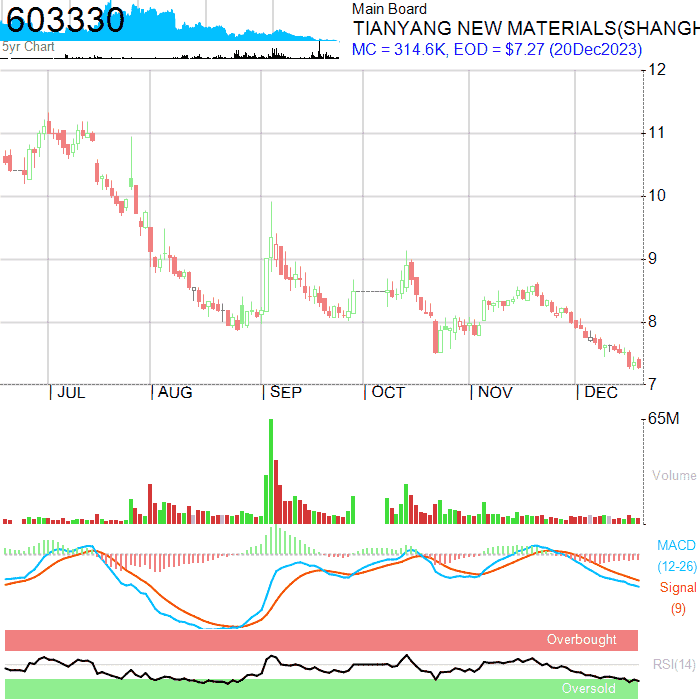 603330
5yr Chart
Main Board
TIANYANG NEW MATERIALS(SHANGH
MC = 314.6K, EOD = $7.27 (20Dec2023)
12
11
10
9
8
7
JUL
AUG
SEP
OCT
NOV
DEC
65M
Volume
MACD
(12-26)
Signal
(9)
Overbought
RSI(14)
Oversold